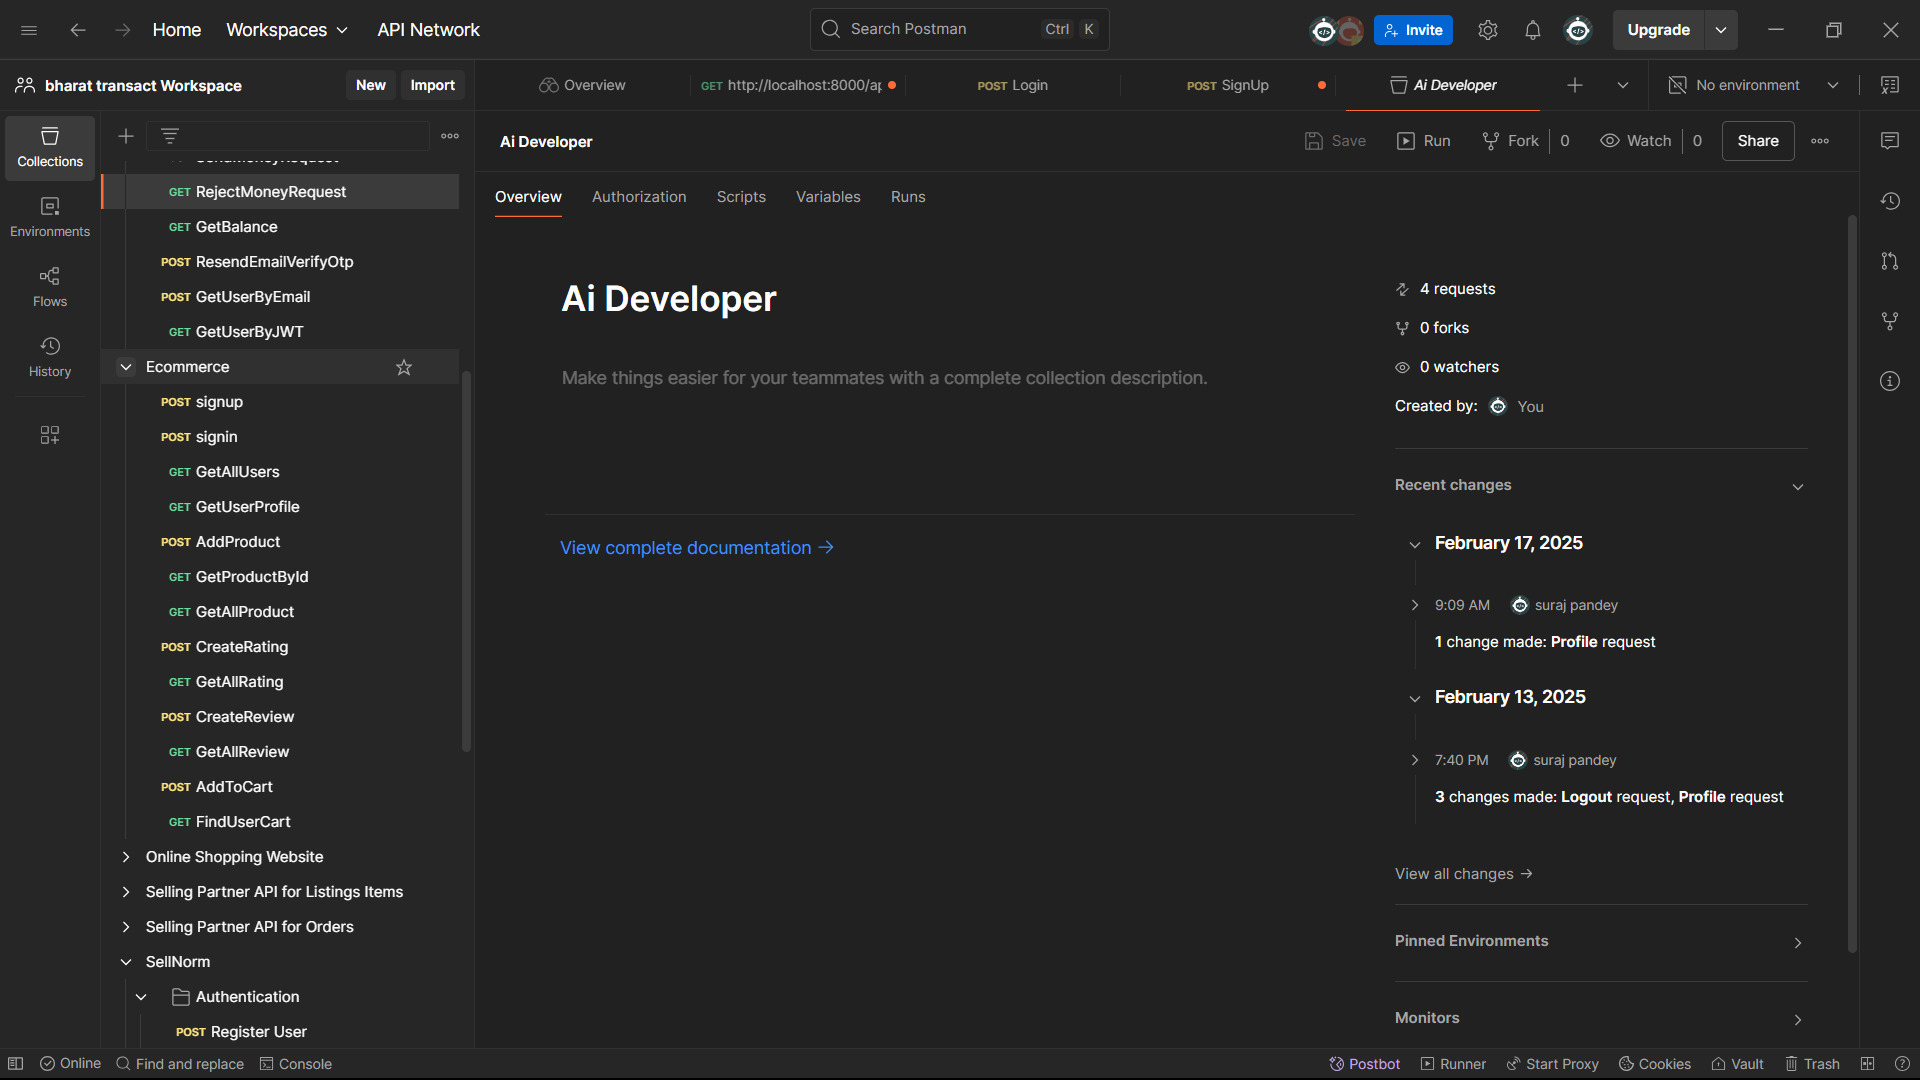 Home Workspaces API Network Search Postman Ctrl K Invite Upgrade
bharat transact Workspace New Import Overview GET http://localhost:8000/ap POST Login POST SignUp Ai Developer No environment
Collections
Environments
Flows
History
GET RejectMoneyRequest
GET GetBalance
POST ResendEmailVerifyOtp
POST GetUserByEmail
GET GetUserByJWT
Ecommerce
POST signup
POST signin
GET GetAllUsers
GET GetUserProfile
POST AddProduct
GET GetProductById
GET GetAllProduct
POST CreateRating
GET GetAllRating
POST CreateReview
GET GetAllReview
POST AddToCart
GET FindUserCart
Online Shopping Website
Selling Partner API for Listings Items
Selling Partner API for Orders
SellNorm
Authentication
POST Register User
Ai Developer Save Run Fork 0 Watch 0 Share
Overview Authorization Scripts Variables Runs
Ai Developer
Make things easier for your teammates with a complete collection description.
View complete documentation →
4 requests
0 forks
0 watchers
Created by: You
Recent changes
February 17, 2025
9:09 AM suraj pandey
1 change made: Profile request
February 13, 2025
7:40 PM suraj pandey
3 changes made: Logout request, Profile request
View all changes →
Pinned Environments
Monitors
Online Find and replace Console Postbot Runner Start Proxy Cookies Vault Trash